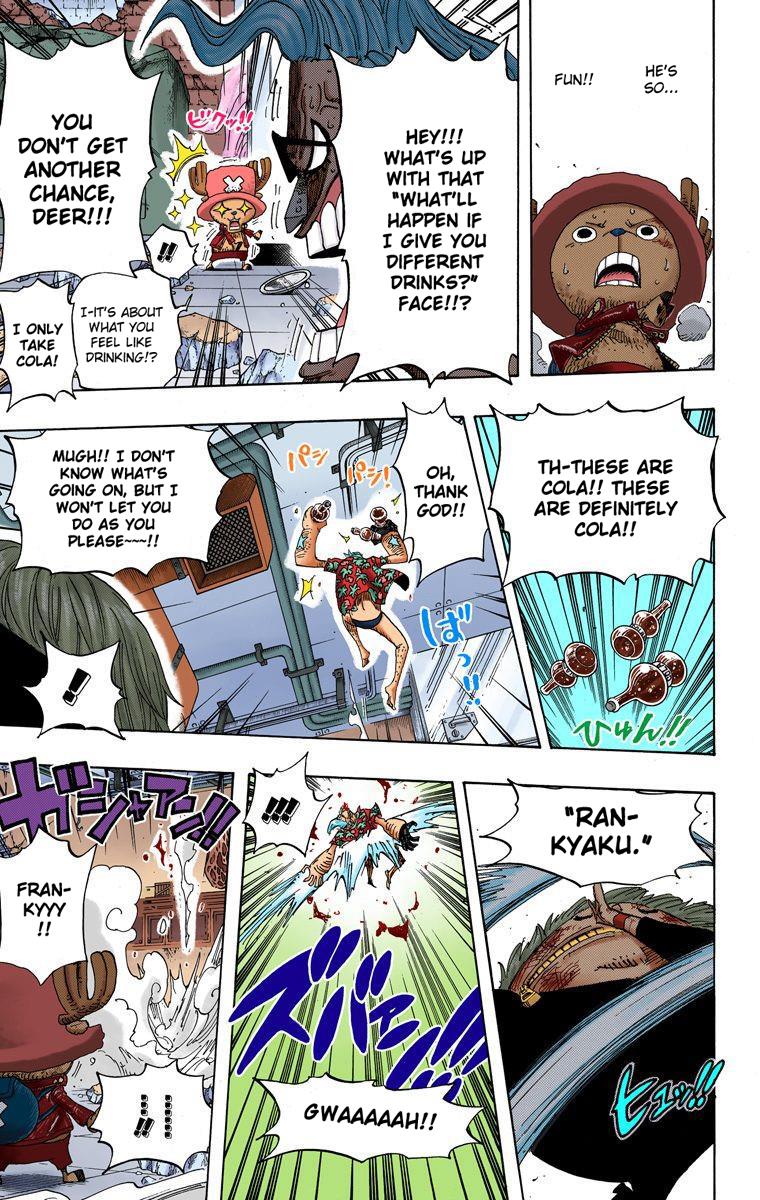 HE'S
SO...
FUN!!
HEY!!!
WHAT'S UP
WITH THAT
"WHAT'LL
HAPPEN IF
I GIVE YOU
DIFFERENT
DRINKS?"
FACE!!?
ビクッ!!
YOU
DON'T GET
ANOTHER
CHANCE,
DEER!!!
!!
I-IT'S ABOUT
WHAT YOU
FEEL LIKE
DRINKING!?
I ONLY
TAKE
COLA!
TH-THESE ARE
COLA!! THESE
ARE DEFINITELY
COLA!!
ひゅん!!
OH,
THANK
GOD!!
パシ!
パシ
ばっ!!
MUGH!! I DON'T
KNOW WHAT'S
GOING ON, BUT I
WON'T LET YOU
DO AS YOU
PLEASE~~~!!
!!
"RAN-
KYAKU."
ヒュッ!!
!!!
ズバァン!!
GWAAAAAH!!
ガシャアン!!
FRAN-
KYYY
!!
!!